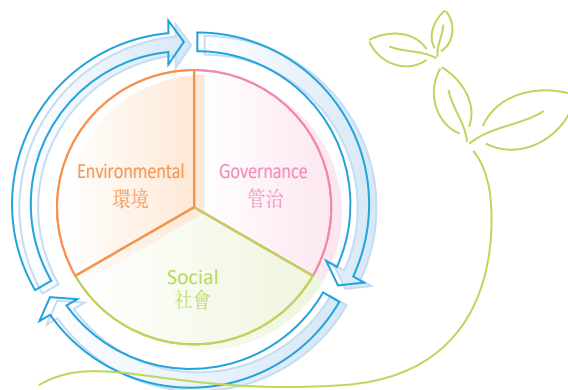 Environmental
環境
Governance
管治
Social
社會